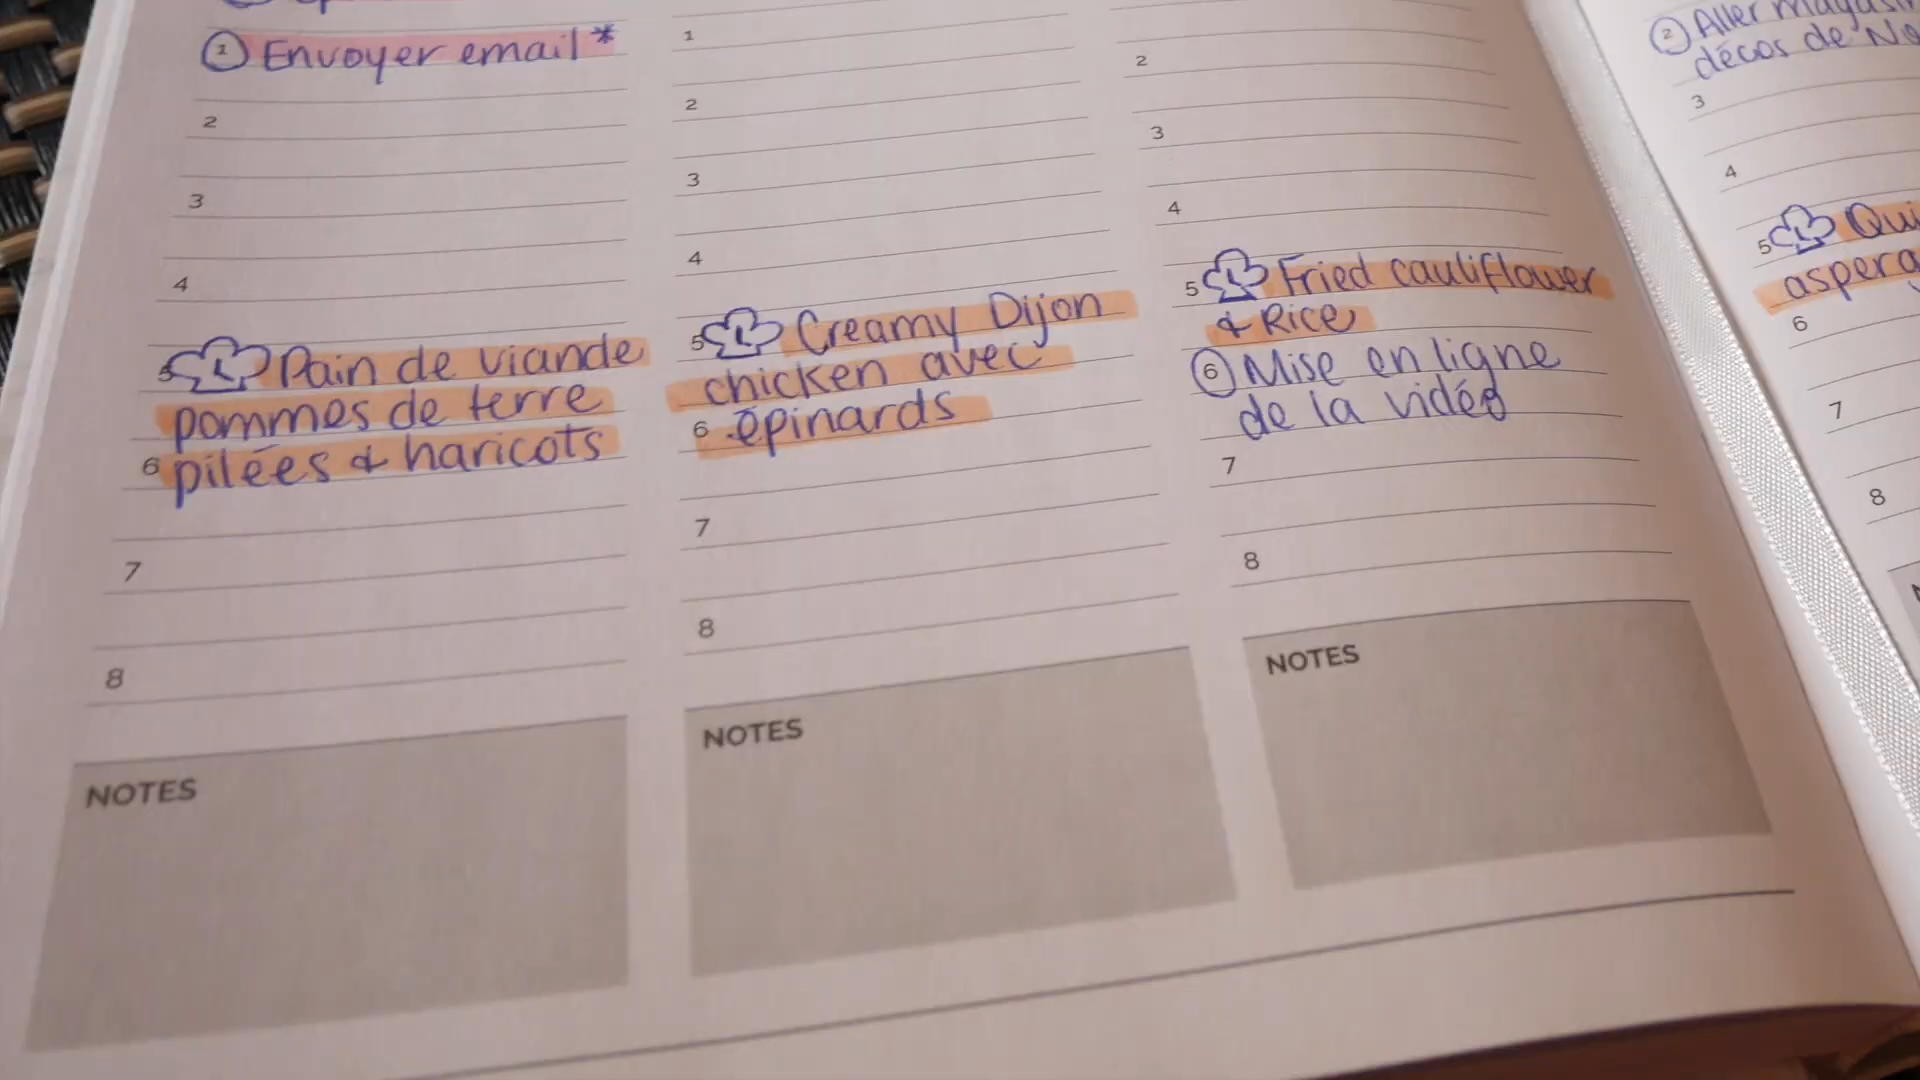 1 Envoyer email *
2
3
4
5 Pain de viande
pommes de terre
6 pilées & haricots
7
8
NOTES
1
2
3
4
5 Creamy Dijon
chicken avec
6 épinards
7
8
NOTES
2
3
4
5 Fried cauliflower
& Rice
6 Mise en ligne
de la vidéo
7
8
NOTES
2 Aller
décos de
3
4
5
6
7
8